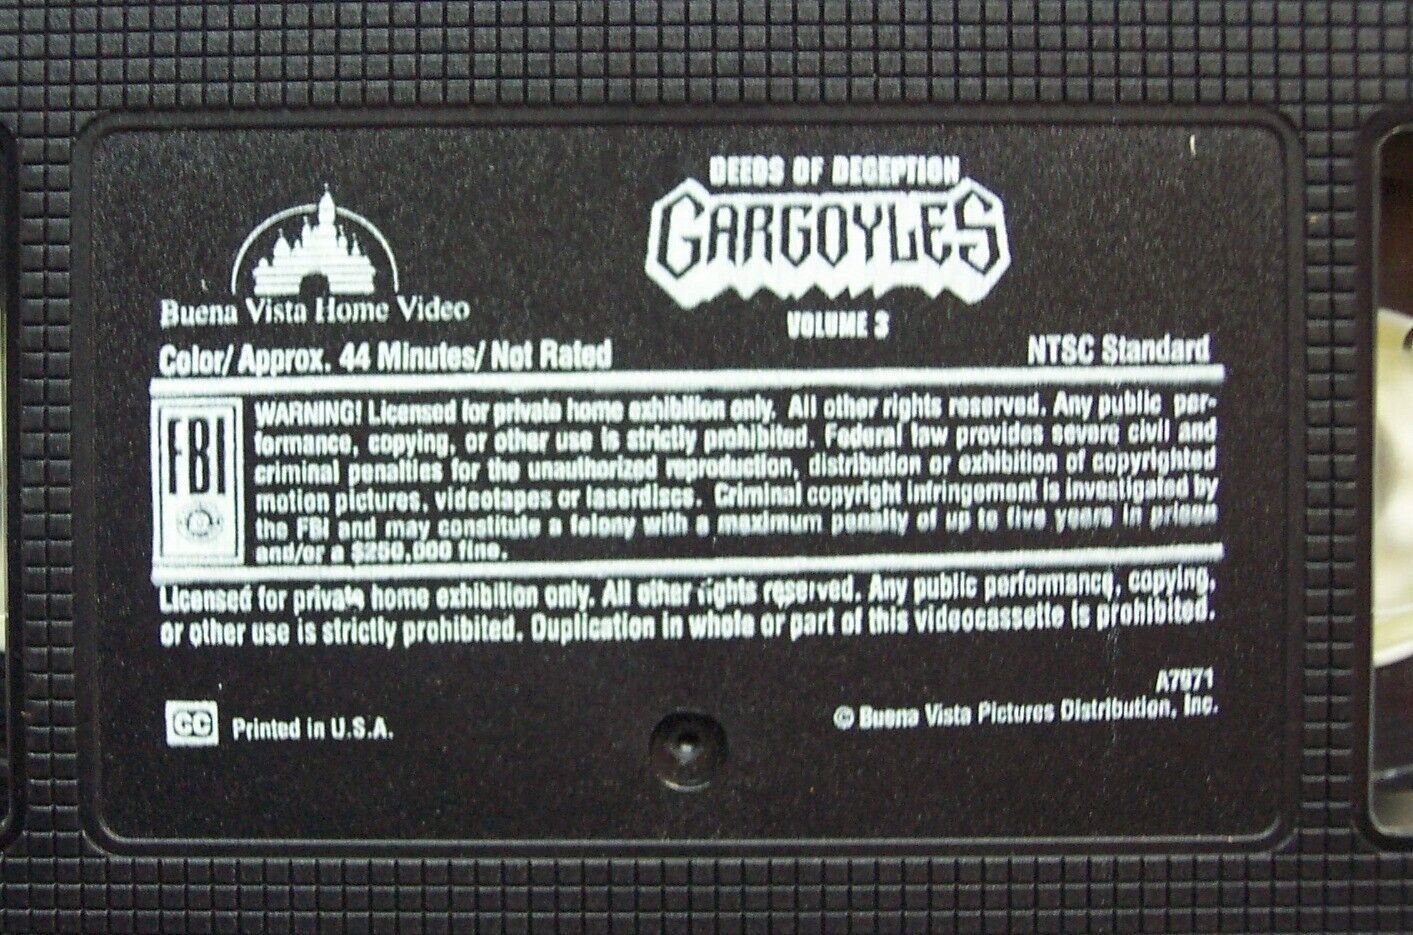 DEEDS OF DECEPTION
GARGOYLES
VOLUME 3
Buena Vista Home Video
Color/ Approx. 44 Minutes/ Not Rated
NTSC Standard
FBI
WARNING! Licensed for private home exhibition only. All other rights reserved. Any public per-
formance, copying, or other use is strictly prohibited. Federal law provides severe civil and
criminal penalties for the unauthorized reproduction, distribution or exhibition of copyrighted
motion pictures, videotapes or laserdiscs. Criminal copyright infringement is investigated by
the FBI and may constitute a felony with a maximum penalty of up to five years in prison
and/or a $250,000 fine.
Licensed for private home exhibition only. All other rights reserved. Any public performance, copying,
or other use is strictly prohibited. Duplication in whole or part of this videocassette is prohibited.
A7971
CC Printed in U.S.A.
© Buena Vista Pictures Distribution, Inc.